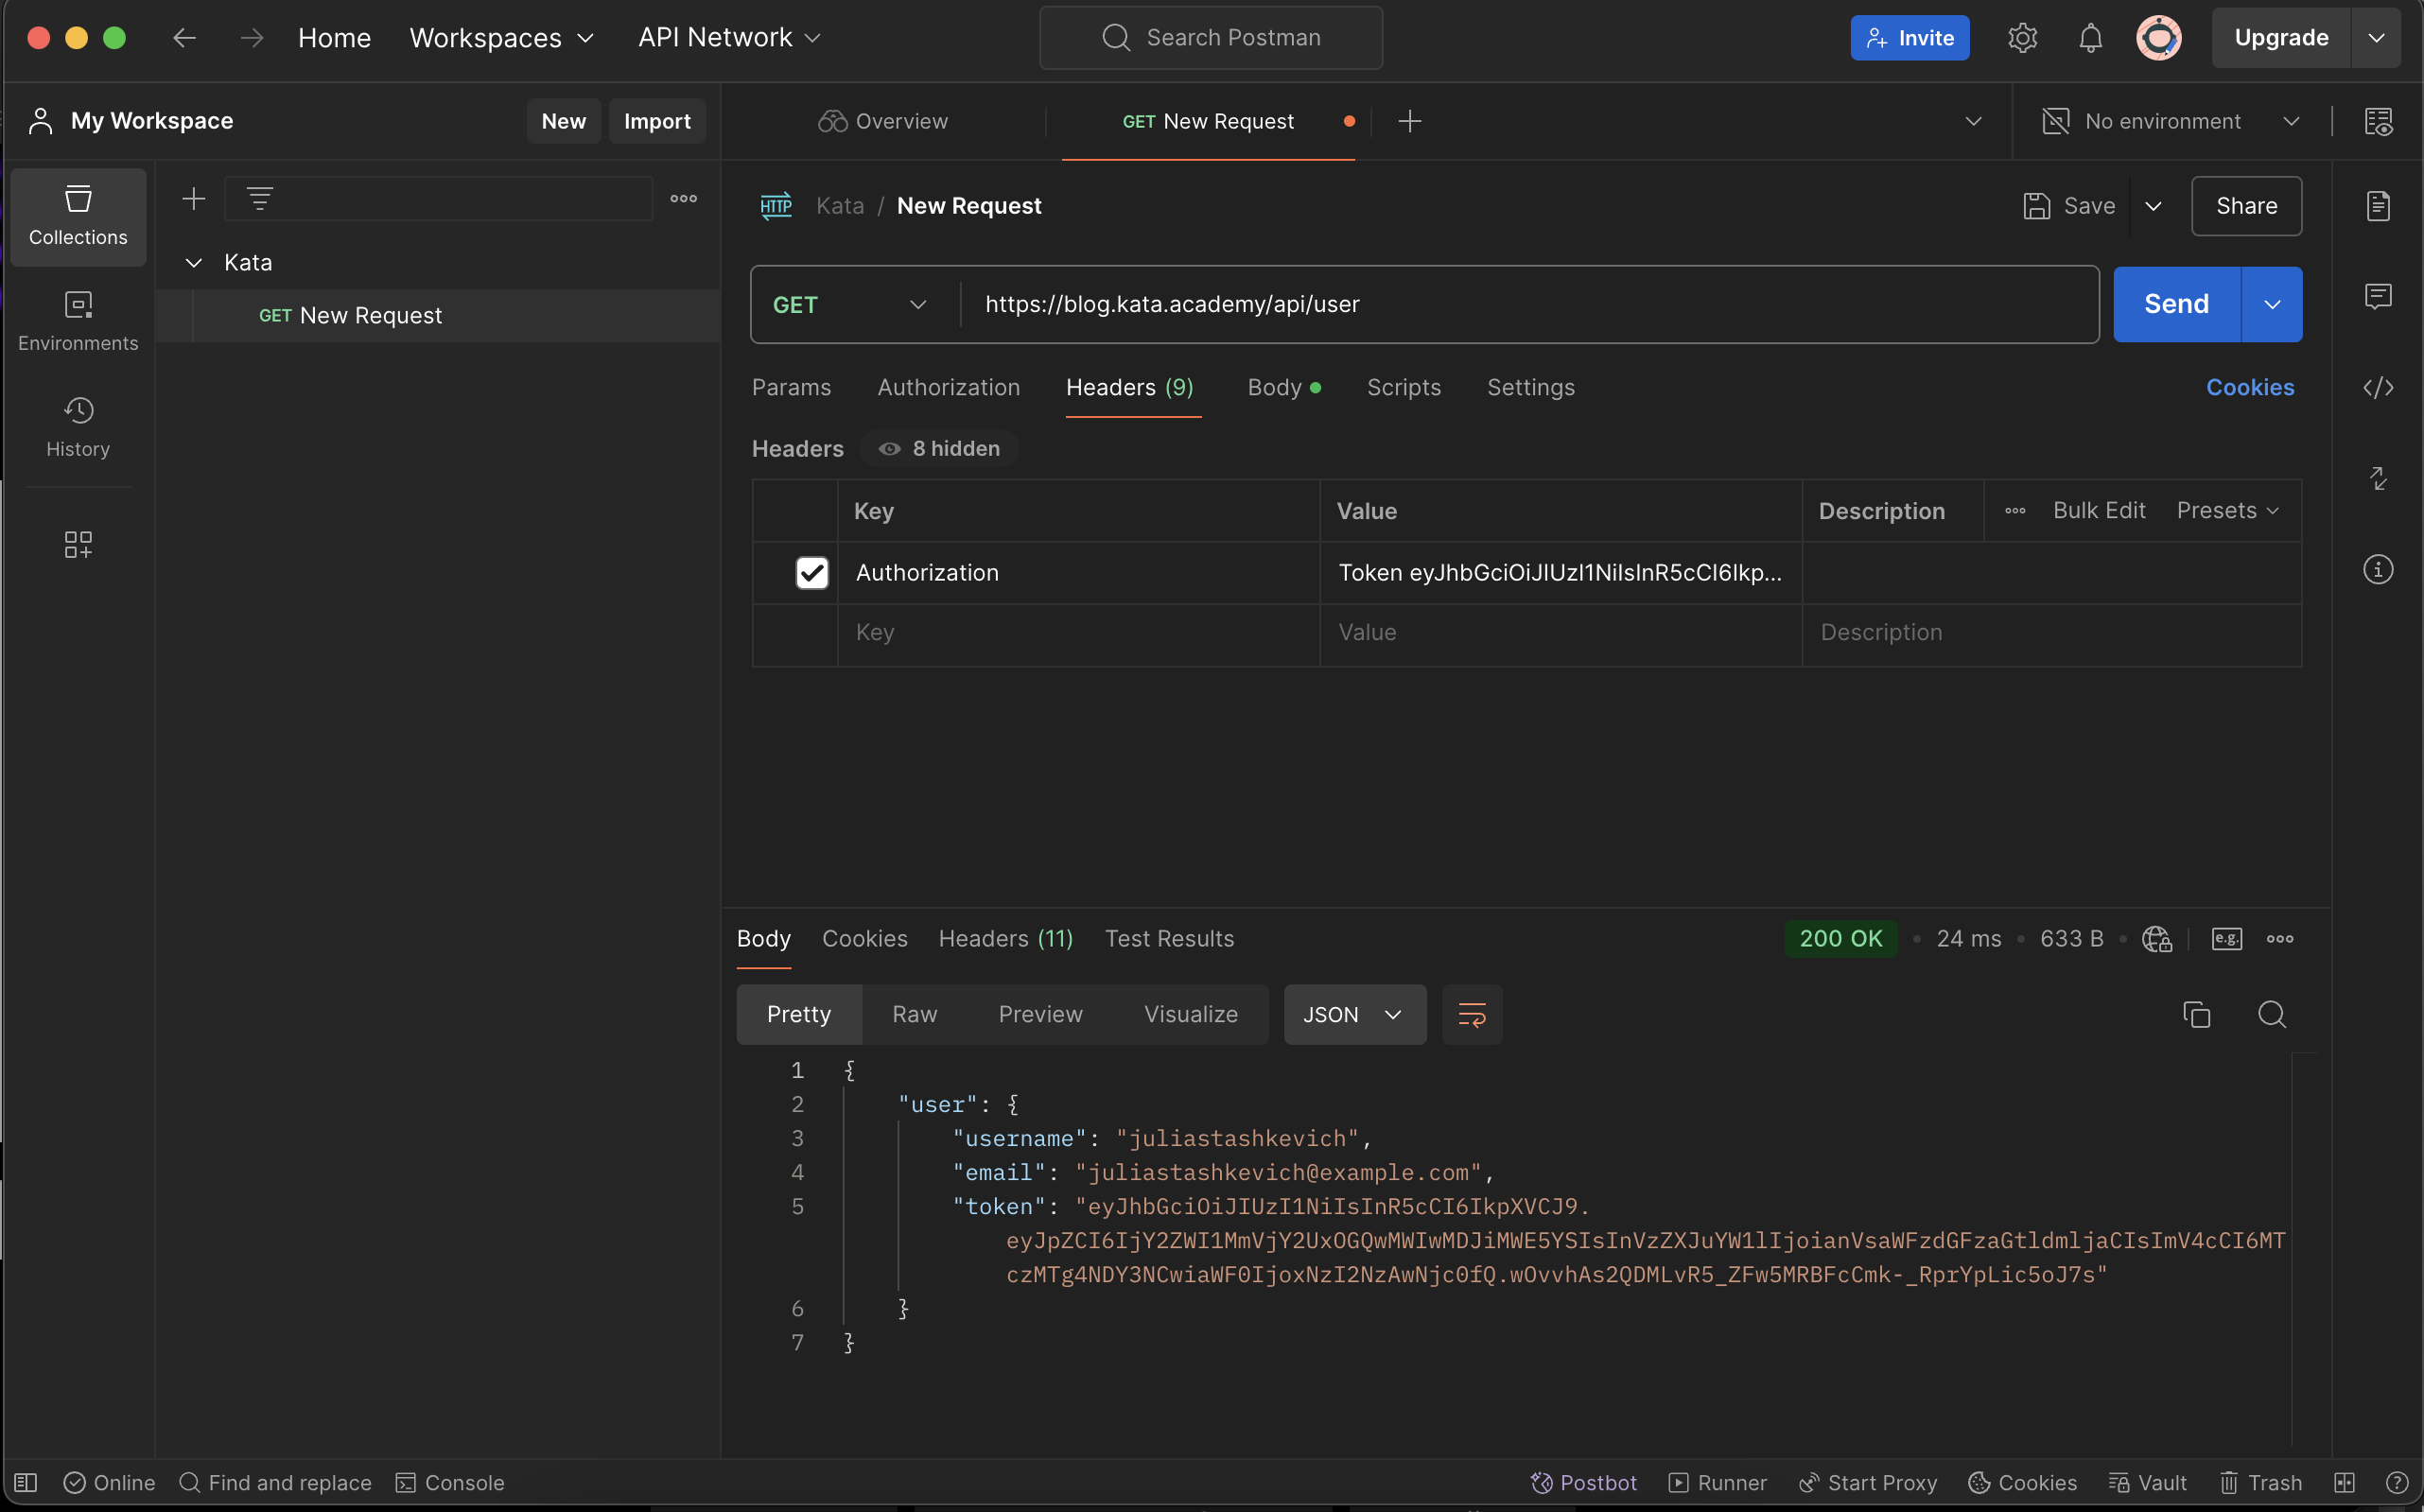 Home Workspaces API Network Search Postman Invite Upgrade
My Workspace New Import Overview GET New Request No environment
Collections
Environments
History
Kata
GET New Request
HTTP Kata / New Request Save Share
GET https://blog.kata.academy/api/user Send
Params Authorization Headers (9) Body Scripts Settings Cookies
Headers 8 hidden
Key Value Description Bulk Edit Presets
Authorization Token eyJhbGciOiJIUzI1NiIsInR5cCI6Ikp...
Key Value Description
Body Cookies Headers (11) Test Results 200 OK 24 ms 633 B e.g.
Pretty Raw Preview Visualize JSON
1 {
2 "user": {
3 "username": "juliastashkevich",
4 "email": "juliastashkevich@example.com",
5 "token": "eyJhbGciOiJIUzI1NiIsInR5cCI6IkpXVCJ9.
eyJpZCI6IjY2ZWI1MmVjY2UxOGQwMWIwMDJiMWE5YSIsInVzZXJuYW1lIjoianVsaWFzdGFzaGtldmljaCIsImV4cCI6MT
czMTg4NDY3NCwiaWF0IjoxNzI2NzAwNjc0fQ.wOvvhAs2QDMLvR5_ZFw5MRBFcCmk-_RprYpLic5oJ7s"
6 }
7 }
Online Find and replace Console Postbot Runner Start Proxy Cookies Vault Trash